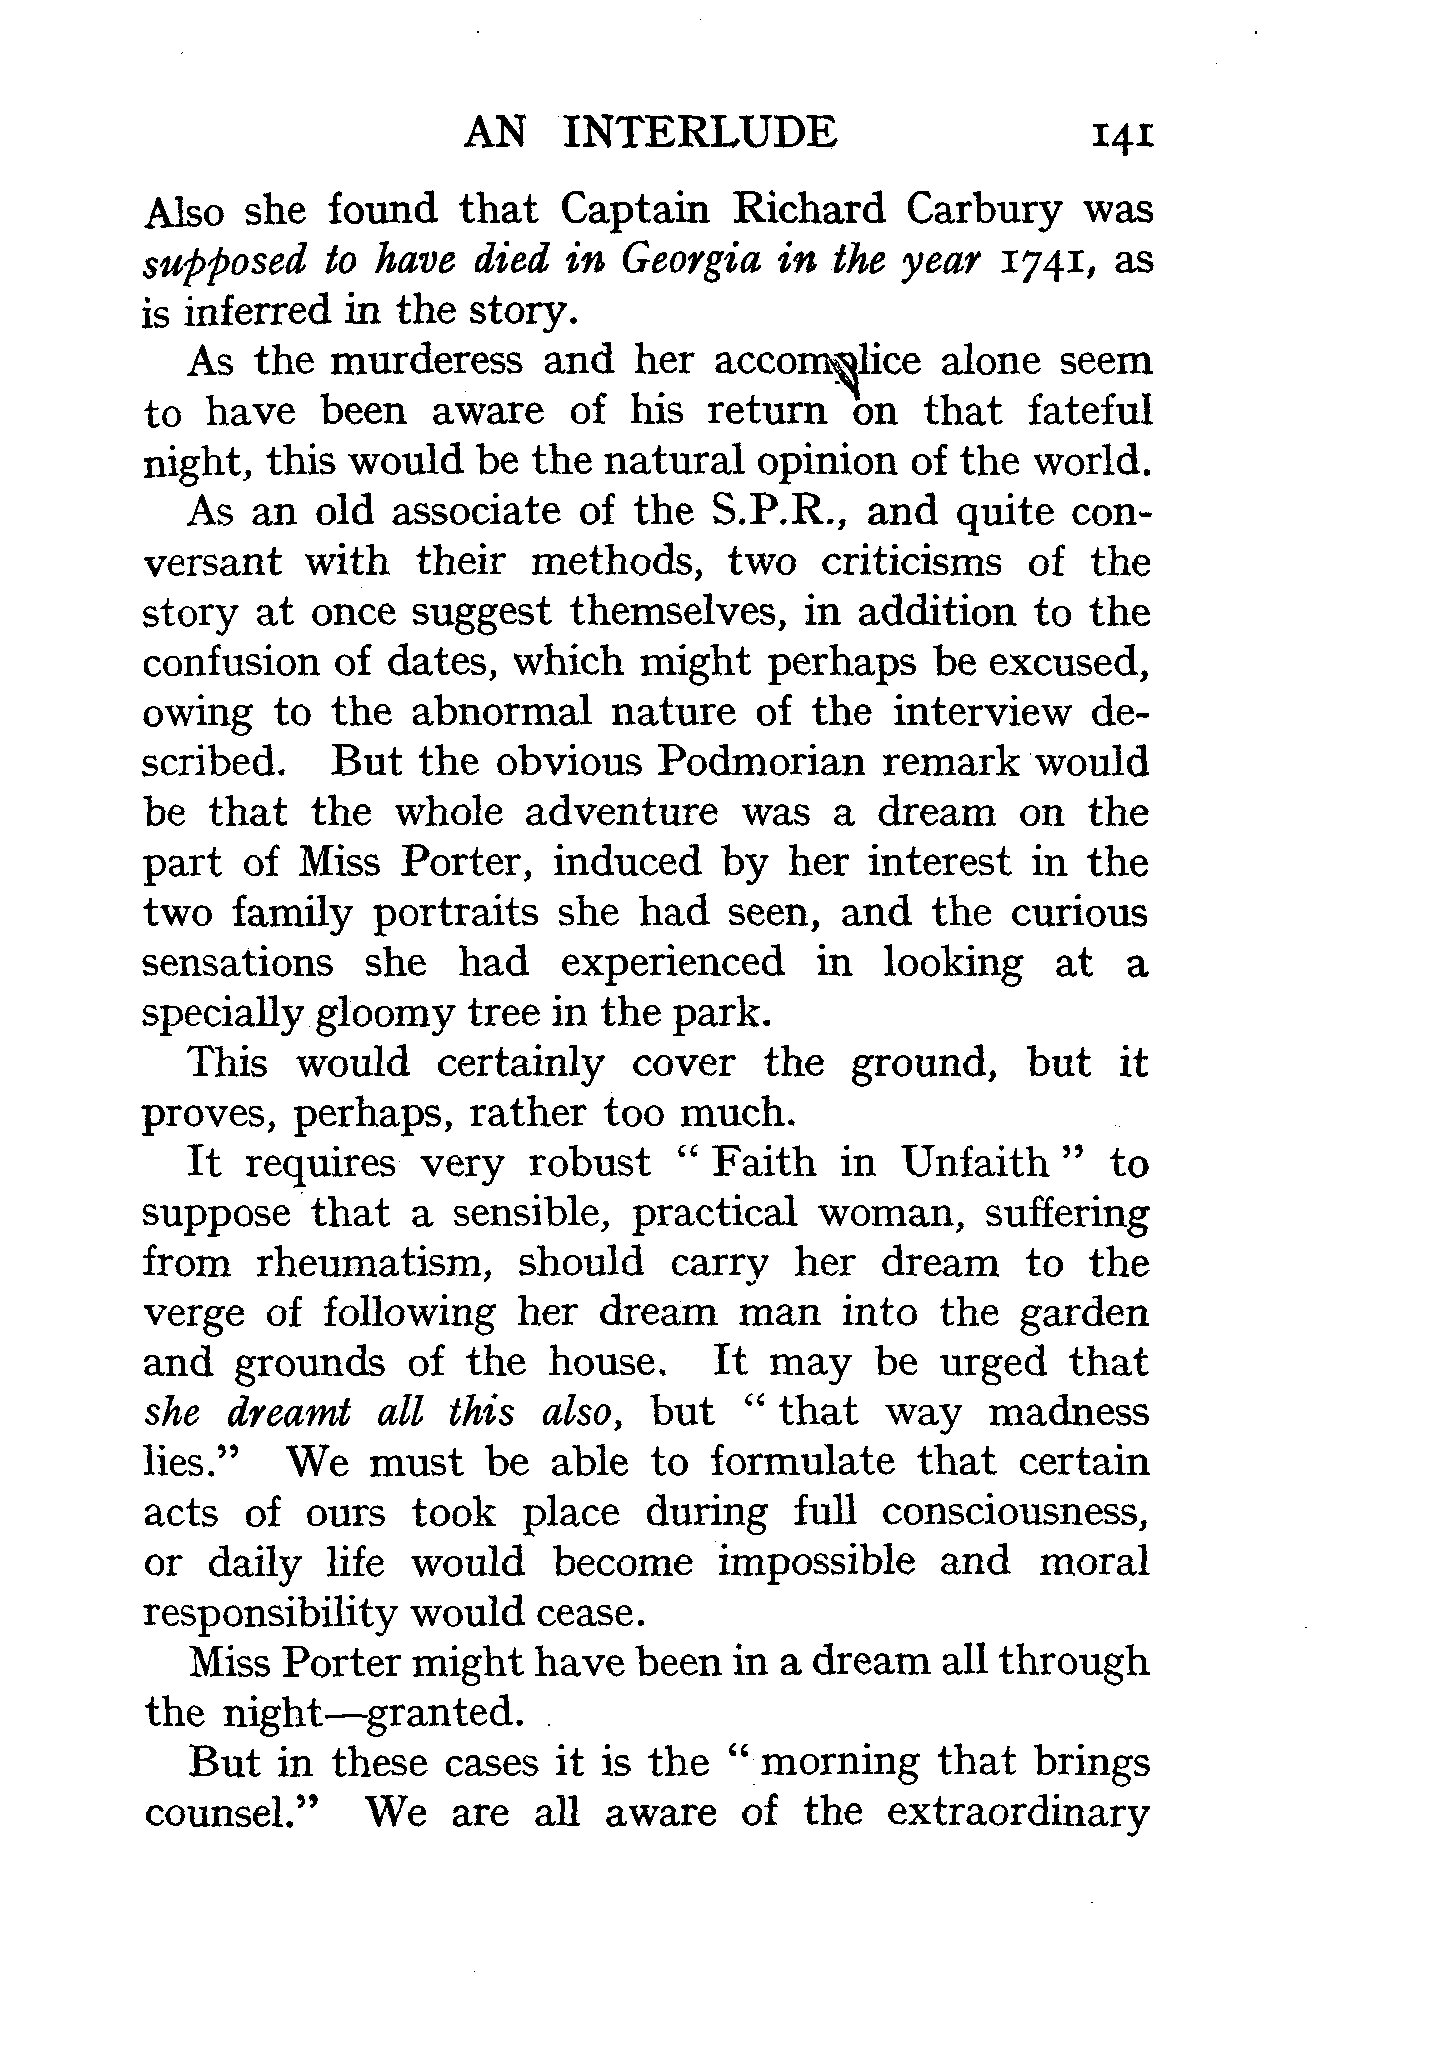 AN INTERLUDE 141
Also she found that Captain Richard Carbury was
supposed to have died in Georgia in the year 1741, as
is inferred in the story.
As the murderess and her accomplice alone seem
to have been aware of his return on that fateful
night, this would be the natural opinion of the world.
As an old associate of the S.P.R., and quite con-
versant with their methods, two criticisms of the
story at once suggest themselves, in addition to the
confusion of dates, which might perhaps be excused,
owing to the abnormal nature of the interview de-
scribed. But the obvious Podmorian remark would
be that the whole adventure was a dream on the
part of Miss Porter, induced by her interest in the
two family portraits she had seen, and the curious
sensations she had experienced in looking at a
specially gloomy tree in the park.
This would certainly cover the ground, but it
proves, perhaps, rather too much.
It requires very robust “ Faith in Unfaith ” to
suppose that a sensible, practical woman, suffering
from rheumatism, should carry her dream to the
verge of following her dream man into the garden
and grounds of the house. It may be urged that
she dreamt all this also, but “ that way madness
lies.” We must be able to formulate that certain
acts of ours took place during full consciousness,
or daily life would become impossible and moral
responsibility would cease.
Miss Porter might have been in a dream all through
the night—granted.
But in these cases it is the “ morning that brings
counsel.” We are all aware of the extraordinary